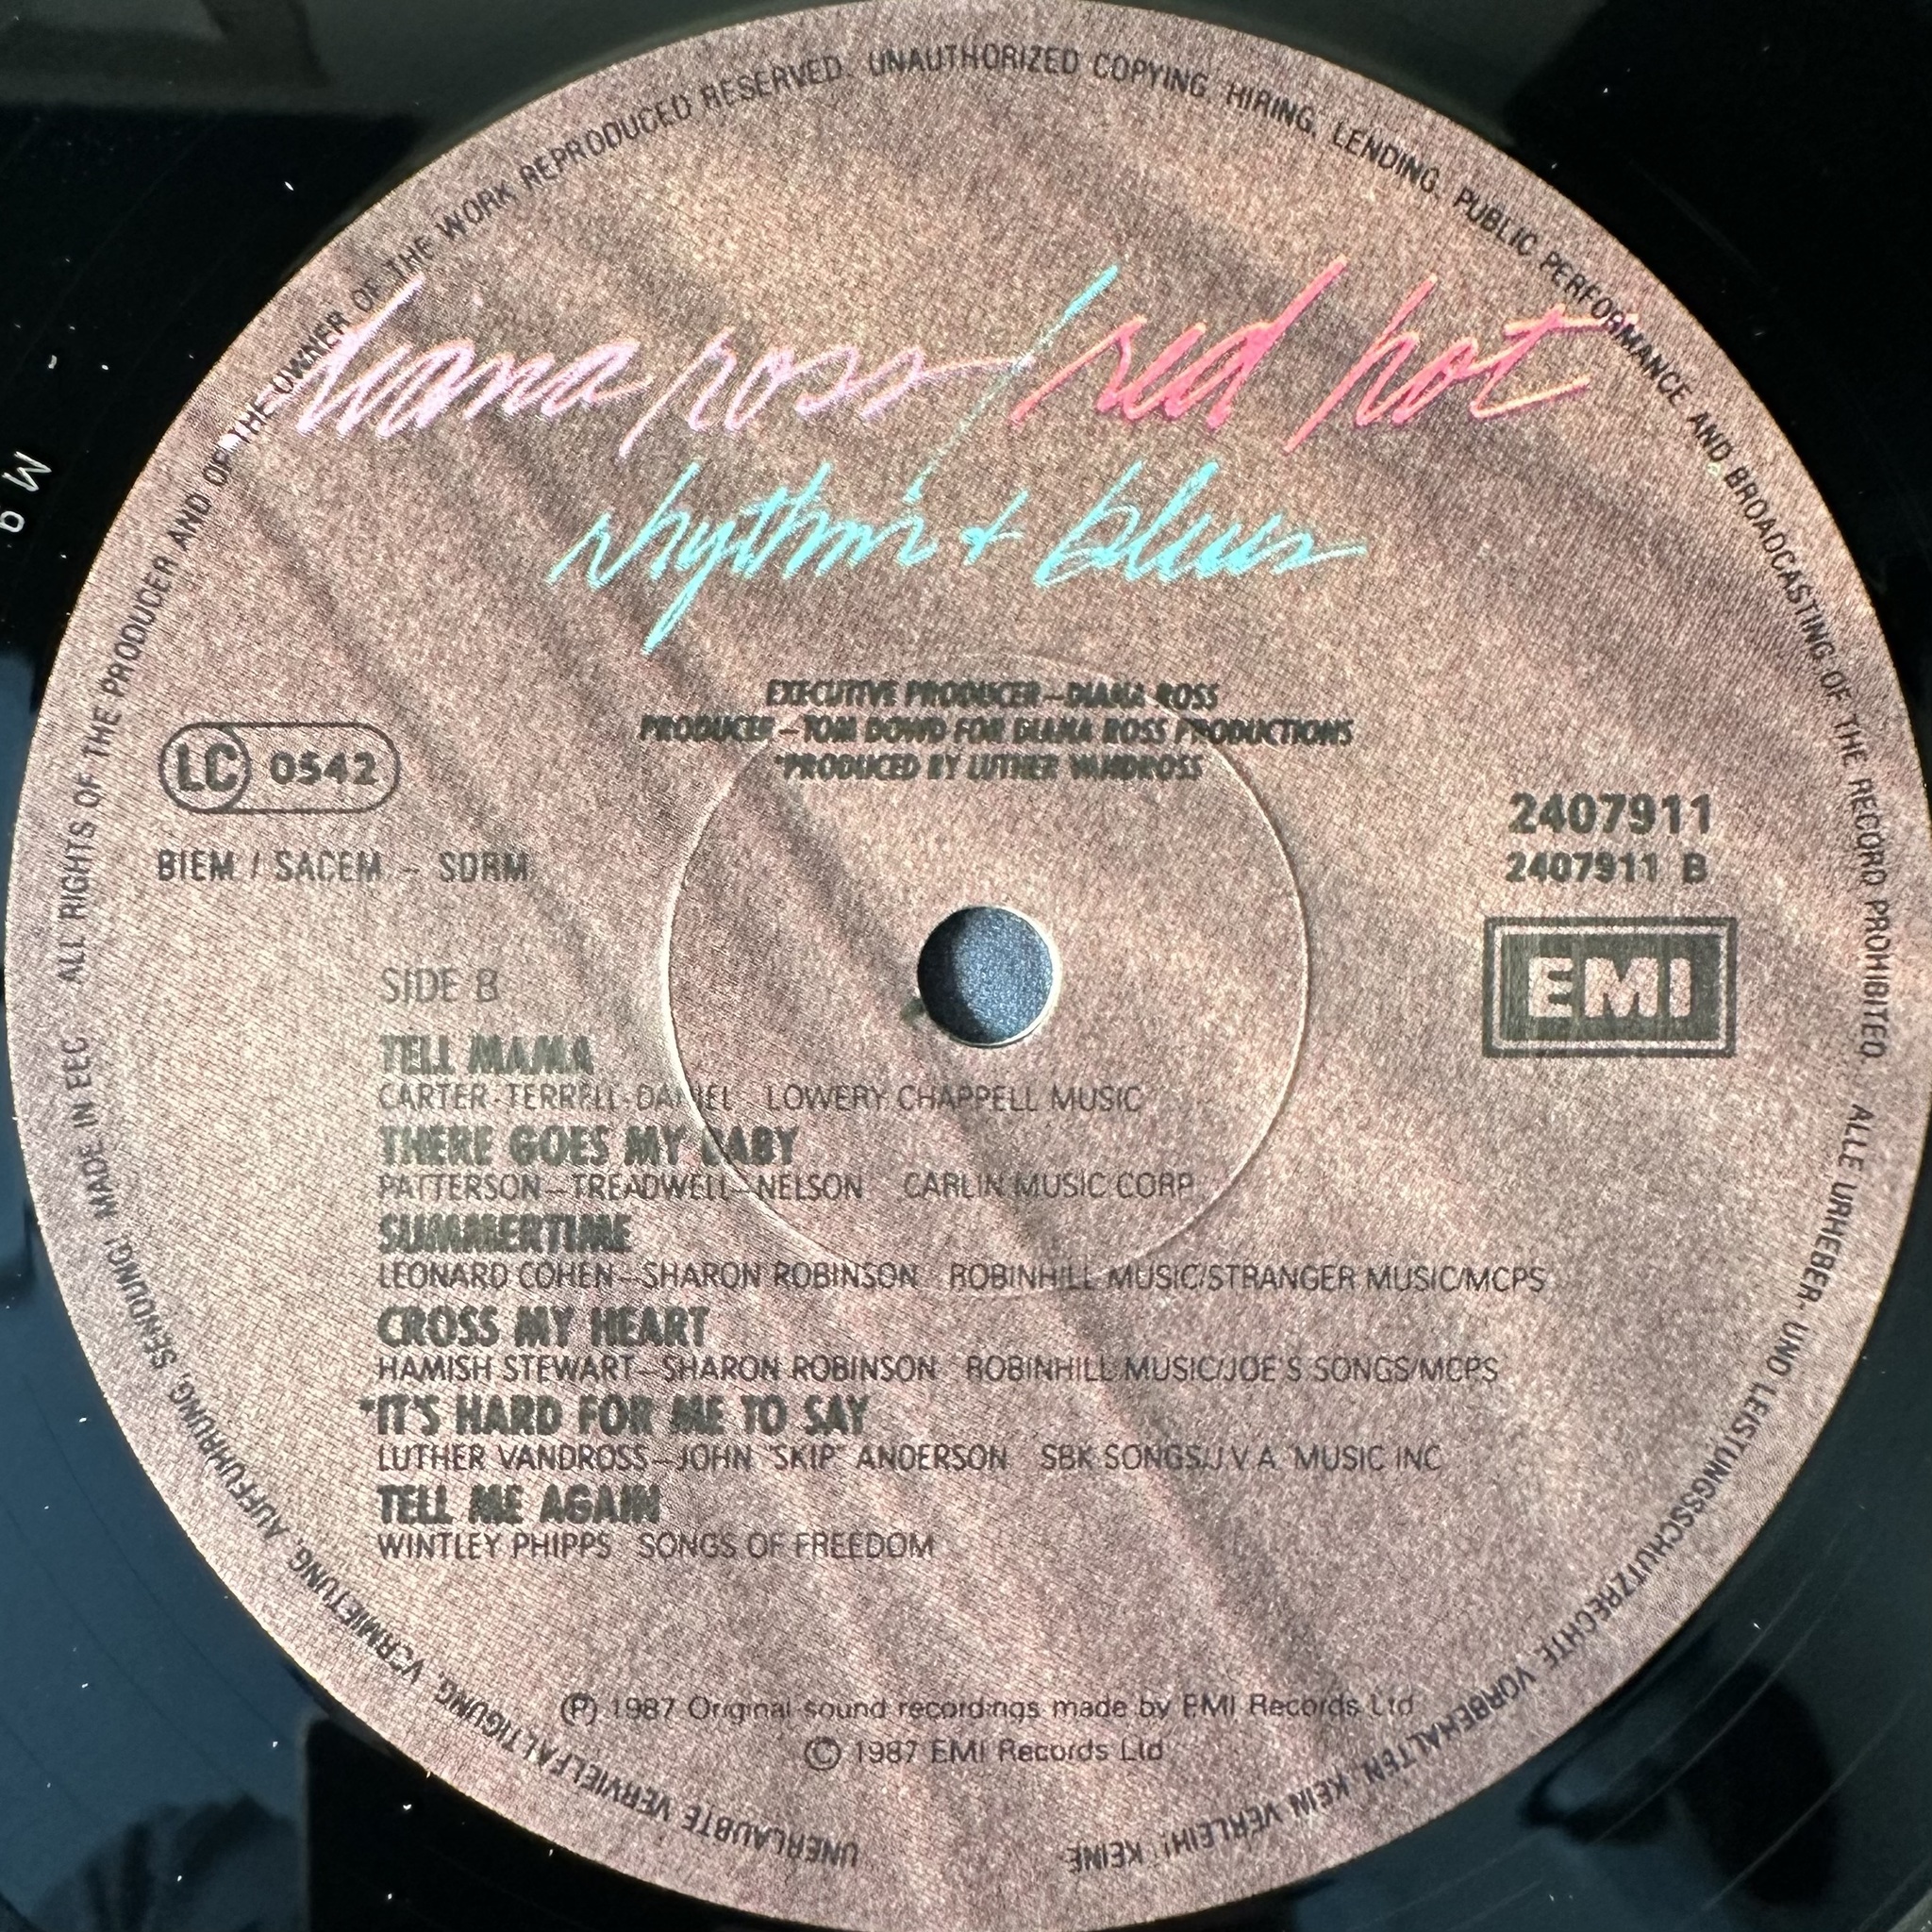 diana ross / red hot
rhythm + blues
EXECUTIVE PRODUCER—DIANA ROSS
PRODUCER—TOM DOWD FOR DIANA ROSS PRODUCTIONS
*PRODUCED BY LUTHER VANDROSS
LC 0542
BIEM / SACEM - SDRM
2407911
2407911 B
EMI
SIDE B
TELL MAMA
CARTER-TERRELL-DANIEL LOWERY CHAPPELL MUSIC
THERE GOES MY BABY
PATTERSON—TREADWELL—NELSON CARLIN MUSIC CORP
SUMMERTIME
LEONARD COHEN—SHARON ROBINSON ROBINHILL MUSIC/STRANGER MUSIC/MCPS
CROSS MY HEART
HAMISH STEWART—SHARON ROBINSON ROBINHILL MUSIC/JOE'S SONGS/MCPS
*IT'S HARD FOR ME TO SAY
LUTHER VANDROSS—JOHN "SKIP" ANDERSON SBK SONGS/J V A MUSIC INC
TELL ME AGAIN
WINTLEY PHIPPS SONGS OF FREEDOM
Ⓟ 1987 Original sound recordings made by EMI Records Ltd
© 1987 EMI Records Ltd
ALL RIGHTS OF THE PRODUCER AND OF THE OWNER OF THE WORK REPRODUCED RESERVED. UNAUTHORIZED COPYING, HIRING, LENDING, PUBLIC PERFORMANCE AND BROADCASTING OF THE RECORD PROHIBITED. ALLE URHEBER- UND LEISTUNGSSCHUTZRECHTE VORBEHALTEN. KEIN VERLEIH! KEINE UNERLAUBTE VERVIELFALTIGUNG, VERMIETUNG, AUFFUHRUNG, SENDUNG! MADE IN EEC
Ma